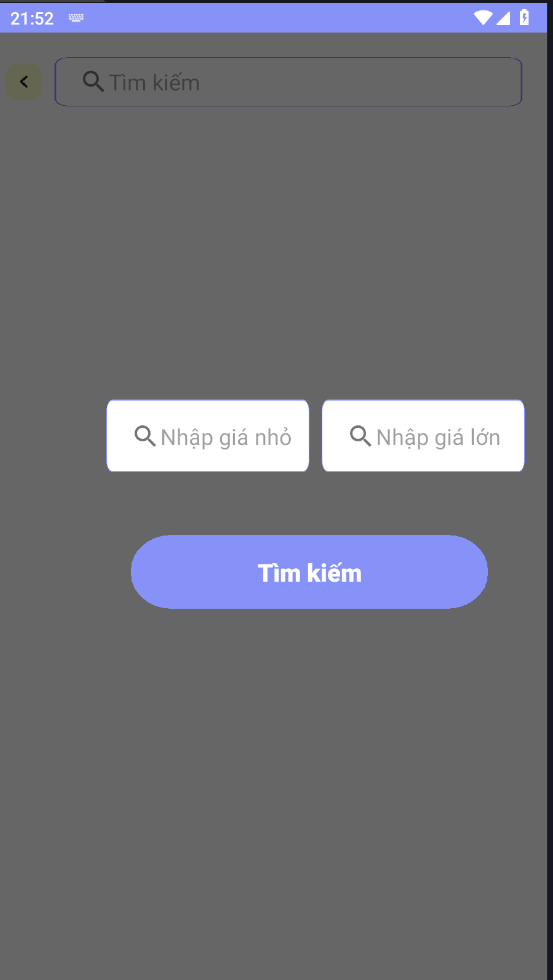 21:52
Tìm kiếm
Nhập giá nhỏ
Nhập giá lớn
Tìm kiếm